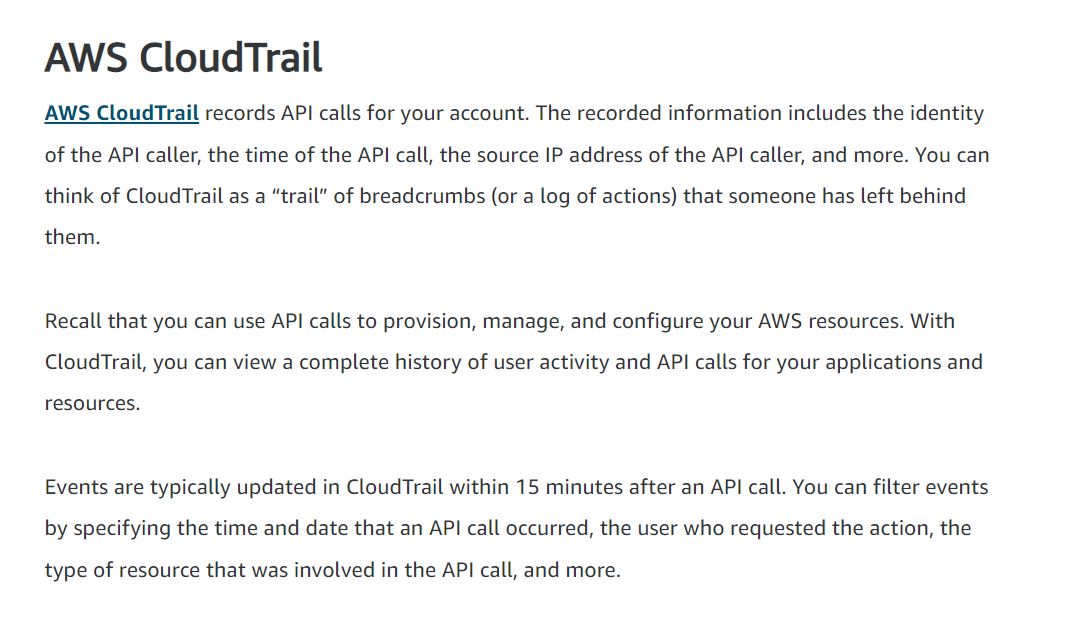 AWS CloudTrail
AWS CloudTrail records API calls for your account. The recorded information includes the identity
of the API caller, the time of the API call, the source IP address of the API caller, and more. You can
think of CloudTrail as a “trail” of breadcrumbs (or a log of actions) that someone has left behind
them.
Recall that you can use API calls to provision, manage, and configure your AWS resources. With
CloudTrail, you can view a complete history of user activity and API calls for your applications and
resources.
Events are typically updated in CloudTrail within 15 minutes after an API call. You can filter events
by specifying the time and date that an API call occurred, the user who requested the action, the
type of resource that was involved in the API call, and more.